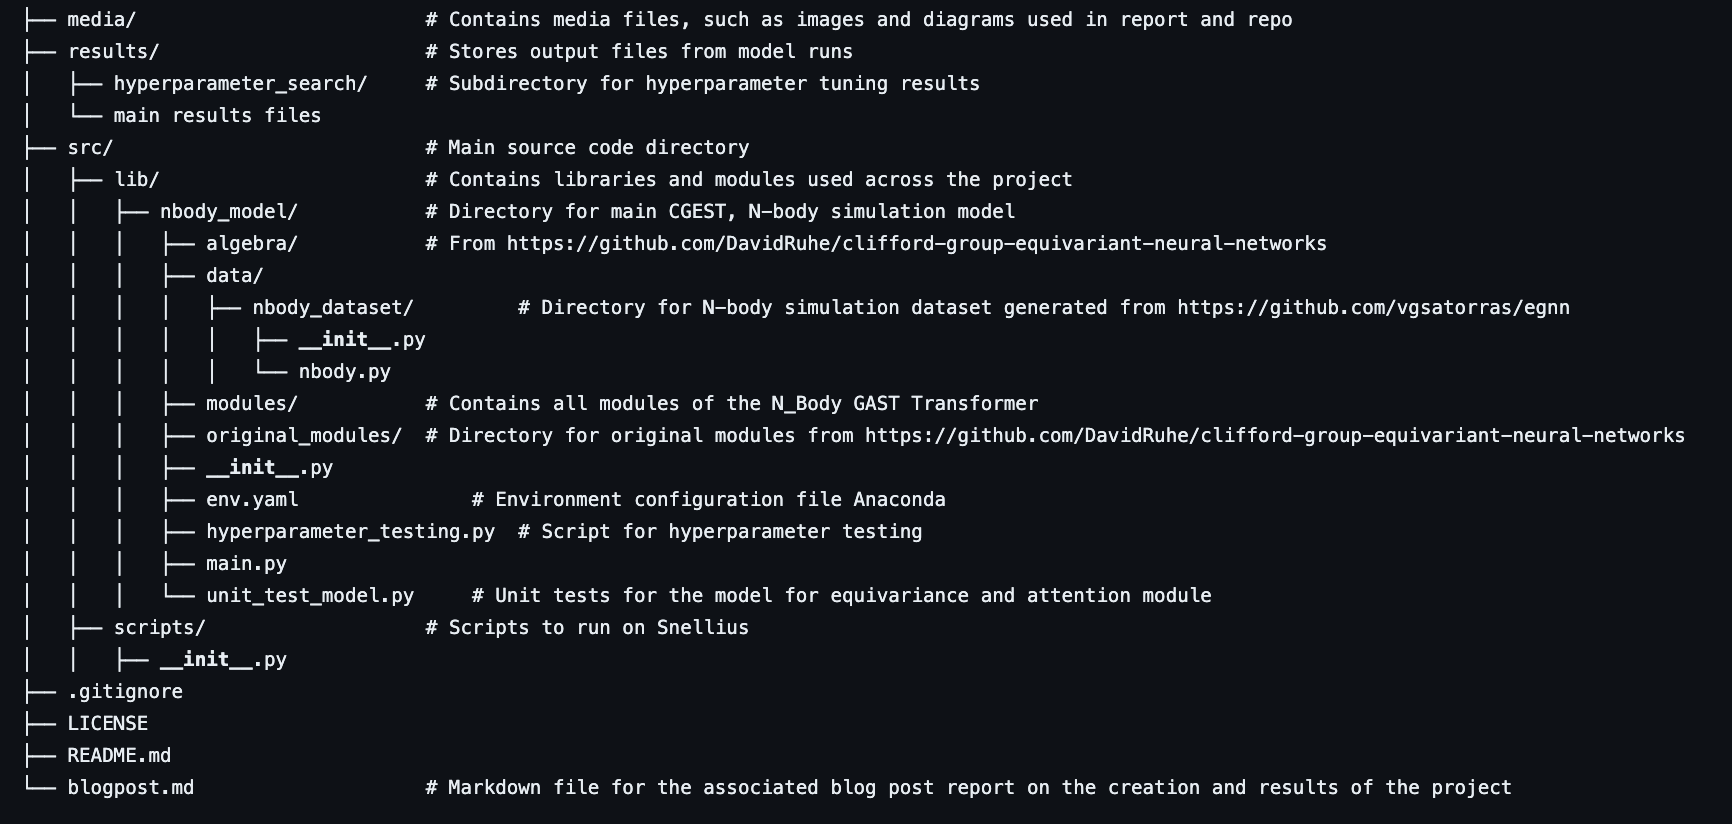 ├── media/                         # Contains media files, such as images and diagrams used in report and repo
├── results/                       # Stores output files from model runs
│   ├── hyperparameter_search/     # Subdirectory for hyperparameter tuning results
│   └── main results files
├── src/                           # Main source code directory
│   ├── lib/                       # Contains libraries and modules used across the project
│   │   ├── nbody_model/           # Directory for main CGEST, N-body simulation model
│   │   │   ├── algebra/           # From https://github.com/DavidRuhe/clifford-group-equivariant-neural-networks
│   │   │   ├── data/
│   │   │   │   ├── nbody_dataset/         # Directory for N-body simulation dataset generated from https://github.com/vgsatorras/egnn
│   │   │   │   │   ├── __init__.py
│   │   │   │   │   └── nbody.py
│   │   │   ├── modules/           # Contains all modules of the N_Body GAST Transformer
│   │   │   ├── original_modules/  # Directory for original modules from https://github.com/DavidRuhe/clifford-group-equivariant-neural-networks
│   │   │   ├── __init__.py
│   │   │   ├── env.yaml               # Environment configuration file Anaconda
│   │   │   ├── hyperparameter_testing.py  # Script for hyperparameter testing
│   │   │   ├── main.py
│   │   │   └── unit_test_model.py     # Unit tests for the model for equivariance and attention module
│   ├── scripts/                   # Scripts to run on Snellius
│   │   ├── __init__.py
├── .gitignore
├── LICENSE
├── README.md
└── blogpost.md                    # Markdown file for the associated blog post report on the creation and results of the project